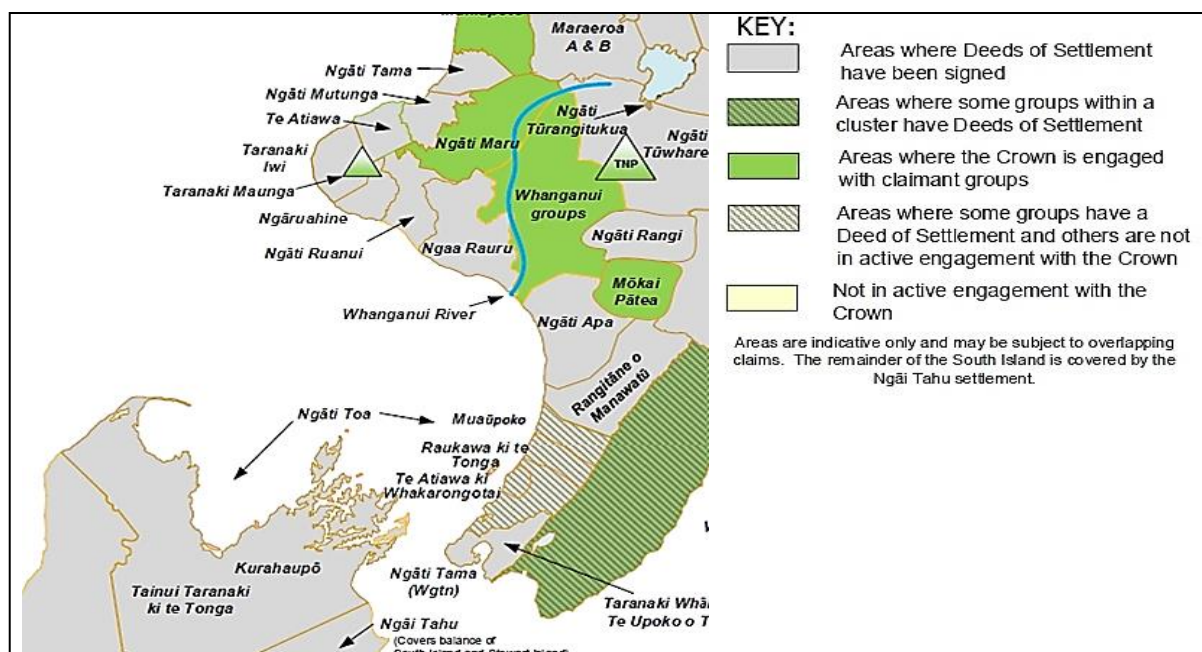 Maraeroa
A & B
Ngāti Tama
Ngāti Mutunga
Te Atiawa
Taranaki
Iwi
Taranaki Maunga
Ngāruahine
Ngāti Ruanui
Ngāti Maru
Ngaa Rauru
Whanganui River
Whanganui
groups
Ngāti
Tūrangitukua
TNP
Ngāti
Tūwhare
Ngāti Rangi
Mōkai
Pātea
Ngāti Apa
Rangitāne o
Manawatū
Ngāti Toa
Muaūpoko
Raukawa ki te
Tonga
Te Atiawa ki
Whakarongotai
Kurahaupō
Tainui Taranaki
ki te Tonga
Ngāti Tama
(Wgtn)
Taranaki
Te Upoko o T
Ngāi Tahu
(Covers balance of
KEY:
Areas where Deeds of Settlement
have been signed
Areas where some groups within a
cluster have Deeds of Settlement
Areas where the Crown is engaged
with claimant groups
Areas where some groups have a
Deed of Settlement and others are not
in active engagement with the Crown
Not in active engagement with the
Crown
Areas are indicative only and may be subject to overlapping
claims. The remainder of the South Island is covered by the
Ngāi Tahu settlement.